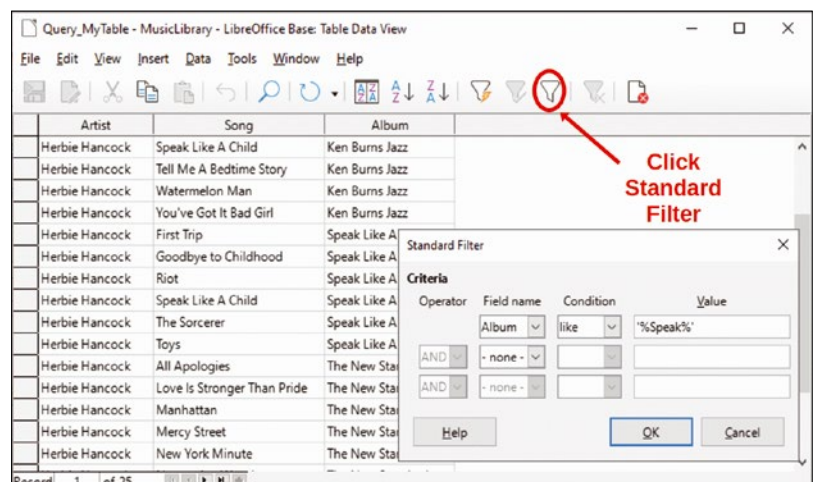 Query_MyTable - MusicLibrary - LibreOffice Base: Table Data View
File Edit View Insert Data Tools Window Help
Artist Song Album
Herbie Hancock Speak Like A Child Ken Burns Jazz
Herbie Hancock Tell Me A Bedtime Story Ken Burns Jazz
Herbie Hancock Watermelon Man Ken Burns Jazz
Herbie Hancock You've Got It Bad Girl Ken Burns Jazz
Herbie Hancock First Trip Speak Like A
Herbie Hancock Goodbye to Childhood Speak Like A
Herbie Hancock Riot Speak Like A
Herbie Hancock Speak Like A Child Speak Like A
Herbie Hancock The Sorcerer Speak Like A
Herbie Hancock Toys Speak Like A
Herbie Hancock All Apologies The New Sta
Herbie Hancock Love Is Stronger Than Pride The New Sta
Herbie Hancock Manhattan The New Sta
Herbie Hancock Mercy Street The New Sta
Herbie Hancock New York Minute The New Sta
Record 1 of 25
Click
Standard
Filter
Standard Filter
Criteria
Operator Field name Condition Value
Album like '%Speak%'
AND - none -
AND - none -
Help OK Cancel